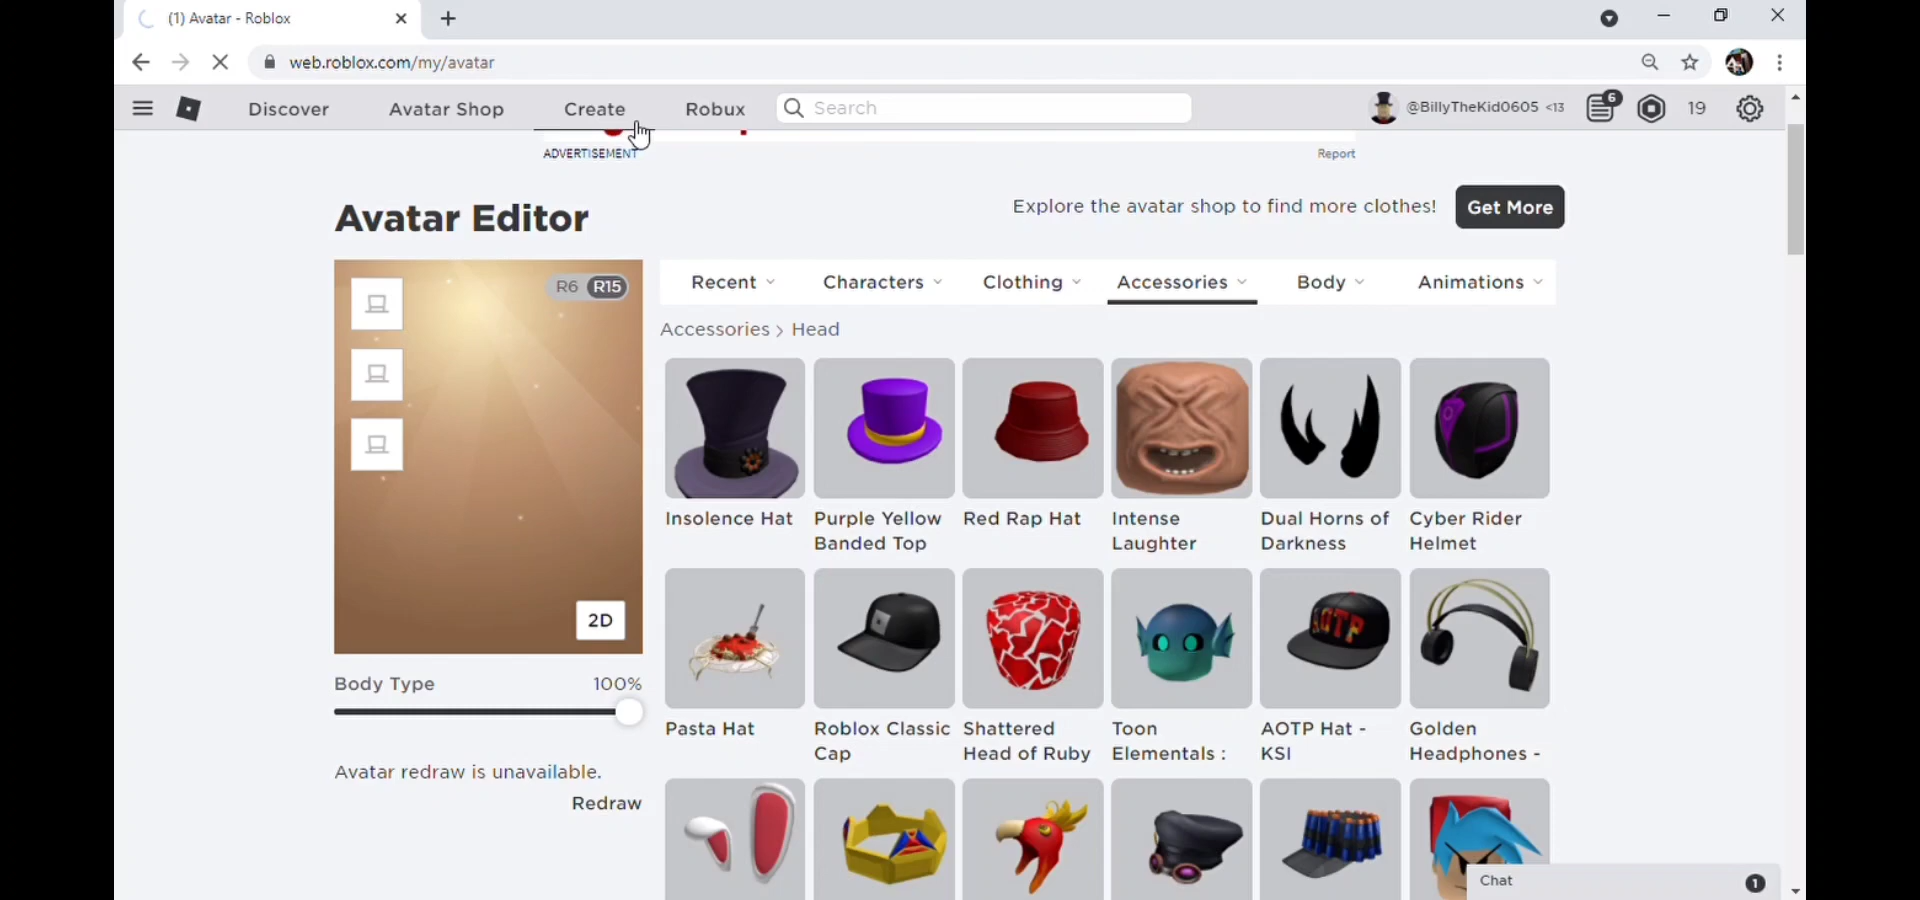 (1) Avatar - Roblox
web.roblox.com/my/avatar
Discover Avatar Shop Create Robux Search @BillyTheKid0605 <13 6 19
ADVERTISEMENT Report
Avatar Editor
Explore the avatar shop to find more clothes! Get More
R6 R15
Recent Characters Clothing Accessories Body Animations
Accessories > Head
Insolence Hat
Purple Yellow
Banded Top
Red Rap Hat
Intense
Laughter
Dual Horns of
Darkness
Cyber Rider
Helmet
2D
Body Type 100%
Avatar redraw is unavailable.
Redraw
AOTP
Pasta Hat
Roblox Classic
Cap
Shattered
Head of Ruby
Toon
Elementals :
AOTP Hat -
KSI
Golden
Headphones -
Chat 1